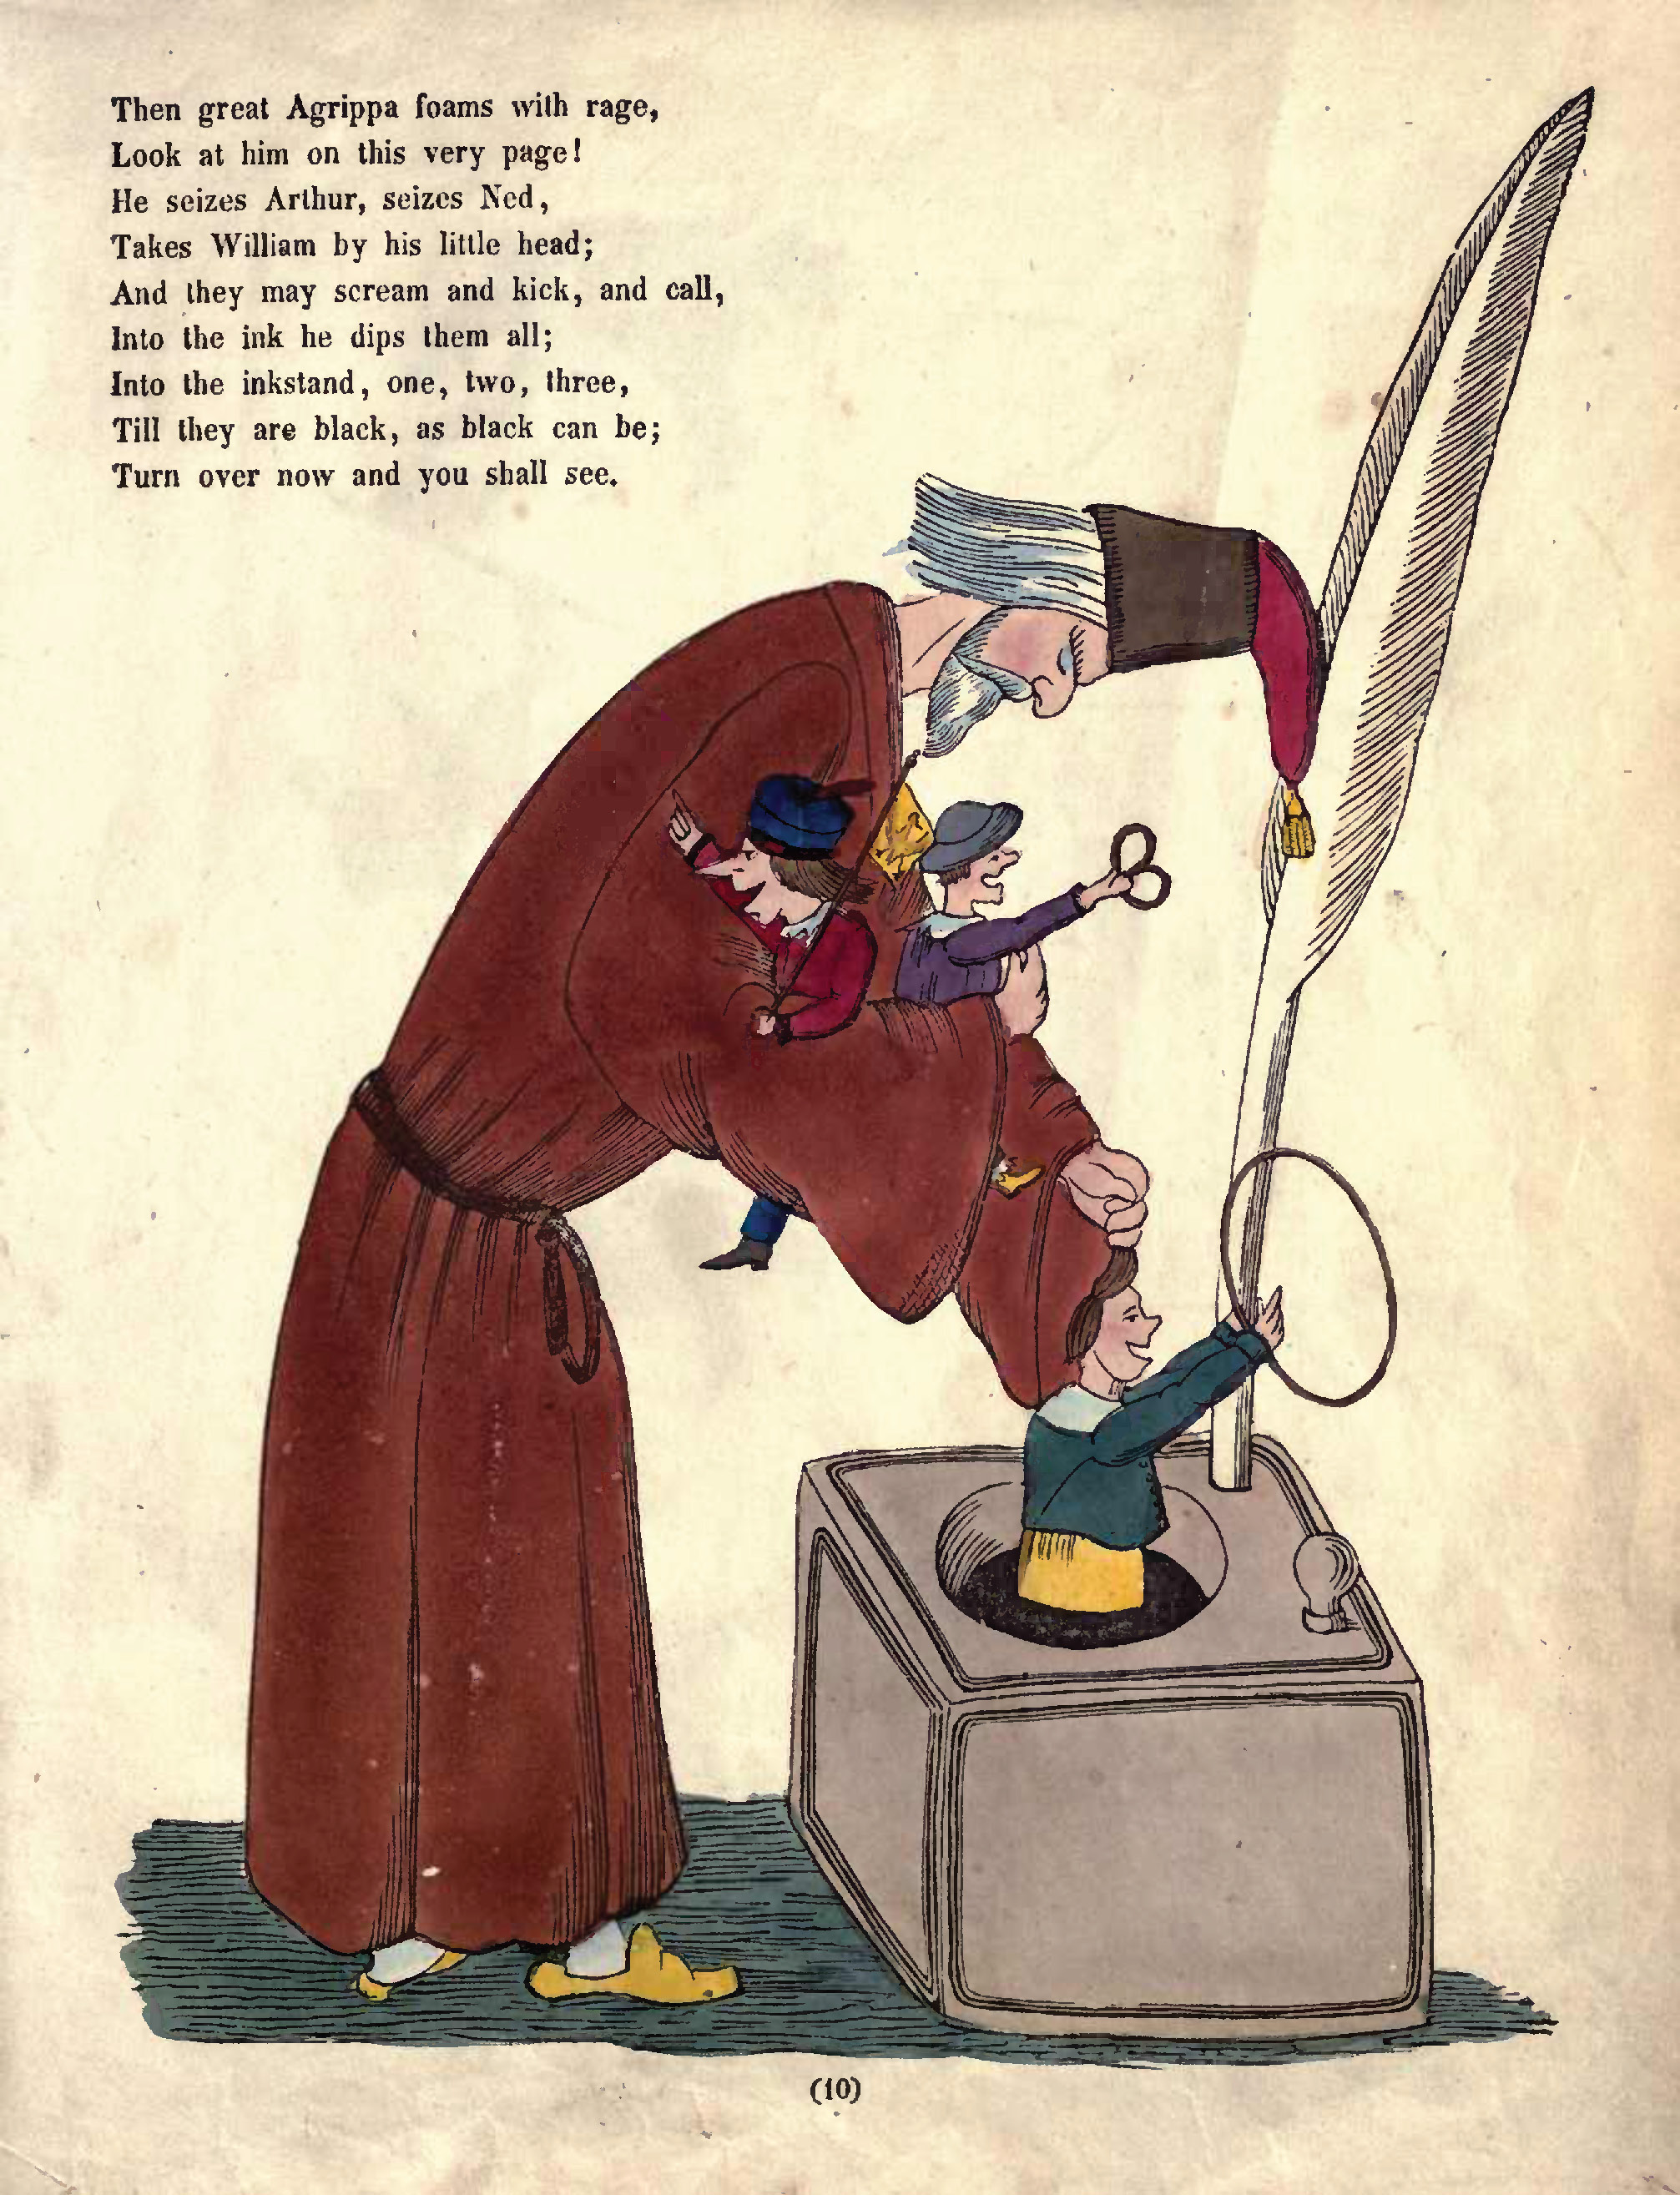 Then great Agrippa foams with rage,
Look at him on this very page!
He seizes Arthur, seizes Ned,
Takes William by his little head;
And they may scream and kick, and call,
Into the ink he dips them all;
Into the inkstand, one, two, three,
Till they are black, as black can be;
Turn over now and you shall see.
(10)